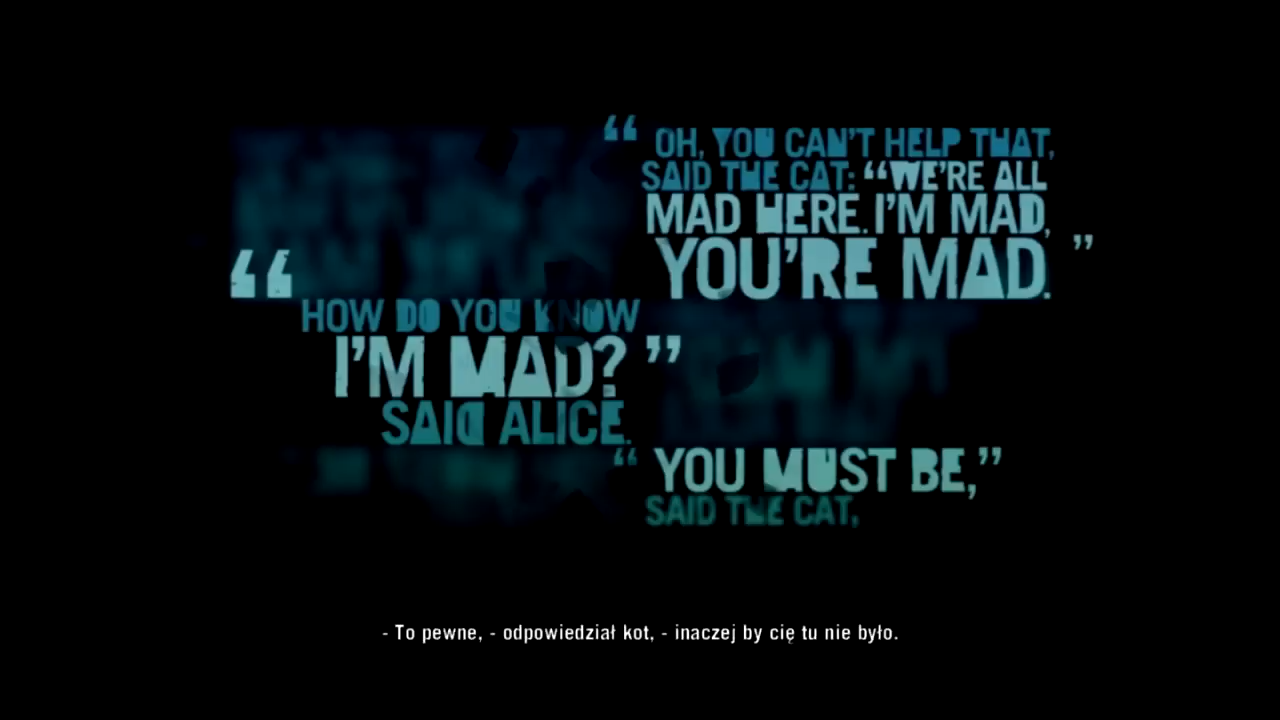 “ OH, YOU CAN'T HELP THAT,
SAID THE CAT: “WE'RE ALL
MAD HERE. I'M MAD,
YOU'RE MAD. ”
“ HOW DO YOU KNOW
I'M MAD? ”
SAID ALICE.
“ YOU MUST BE,”
SAID THE CAT,
- To pewne, - odpowiedział kot, - inaczej by cię tu nie było.